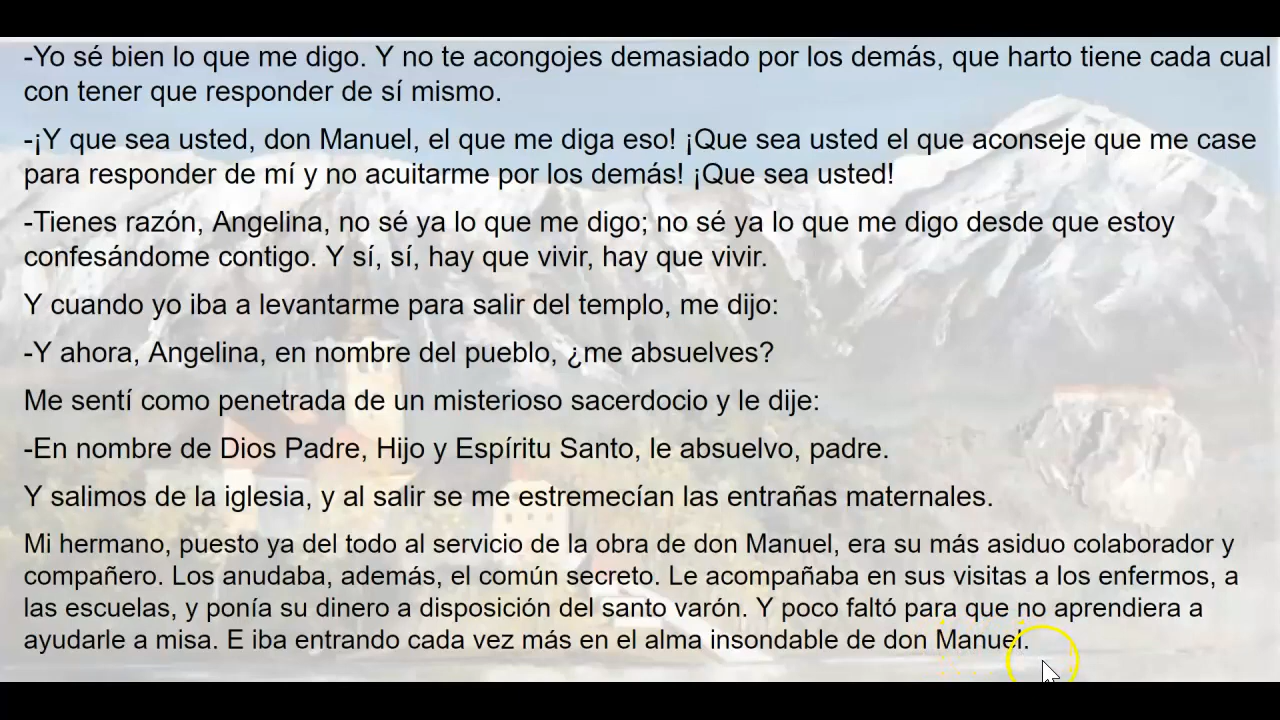 -Yo sé bien lo que me digo. Y no te acongojes demasiado por los demás, que harto tiene cada cual
con tener que responder de sí mismo.
-¡Y que sea usted, don Manuel, el que me diga eso! ¡Que sea usted el que aconseje que me case
para responder de mí y no acuitarme por los demás! ¡Que sea usted!
-Tienes razón, Angelina, no sé ya lo que me digo; no sé ya lo que me digo desde que estoy
confesándome contigo. Y sí, sí, hay que vivir, hay que vivir.
Y cuando yo iba a levantarme para salir del templo, me dijo:
-Y ahora, Angelina, en nombre del pueblo, ¿me absuelves?
Me sentí como penetrada de un misterioso sacerdocio y le dije:
-En nombre de Dios Padre, Hijo y Espíritu Santo, le absuelvo, padre.
Y salimos de la iglesia, y al salir se me estremecían las entrañas maternales.
Mi hermano, puesto ya del todo al servicio de la obra de don Manuel, era su más asiduo colaborador y
compañero. Los anudaba, además, el común secreto. Le acompañaba en sus visitas a los enfermos, a
las escuelas, y ponía su dinero a disposición del santo varón. Y poco faltó para que no aprendiera a
ayudarle a misa. E iba entrando cada vez más en el alma insondable de don Manuel.